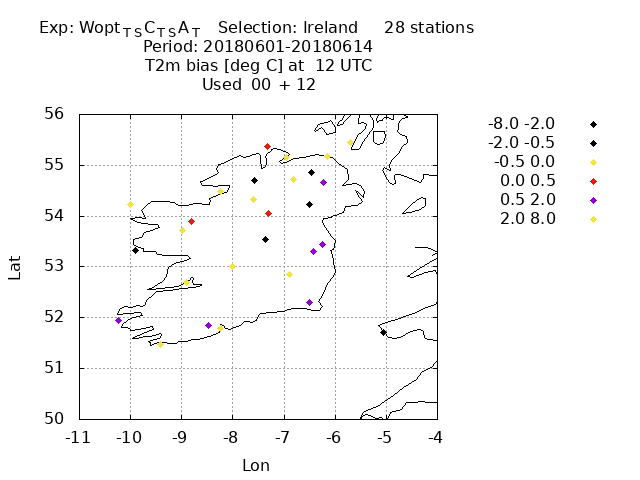 Exp: Wopt_TS C_TS A_T Selection: Ireland 28 stations
Period: 20180601-20180614
T2m bias [deg C] at 12 UTC
Used 00 + 12
-8.0 -2.0
-2.0 -0.5
-0.5 0.0
0.0 0.5
0.5 2.0
2.0 8.0
56
55
54
53
52
51
50
Lat
-11 -10 -9 -8 -7 -6 -5 -4
Lon